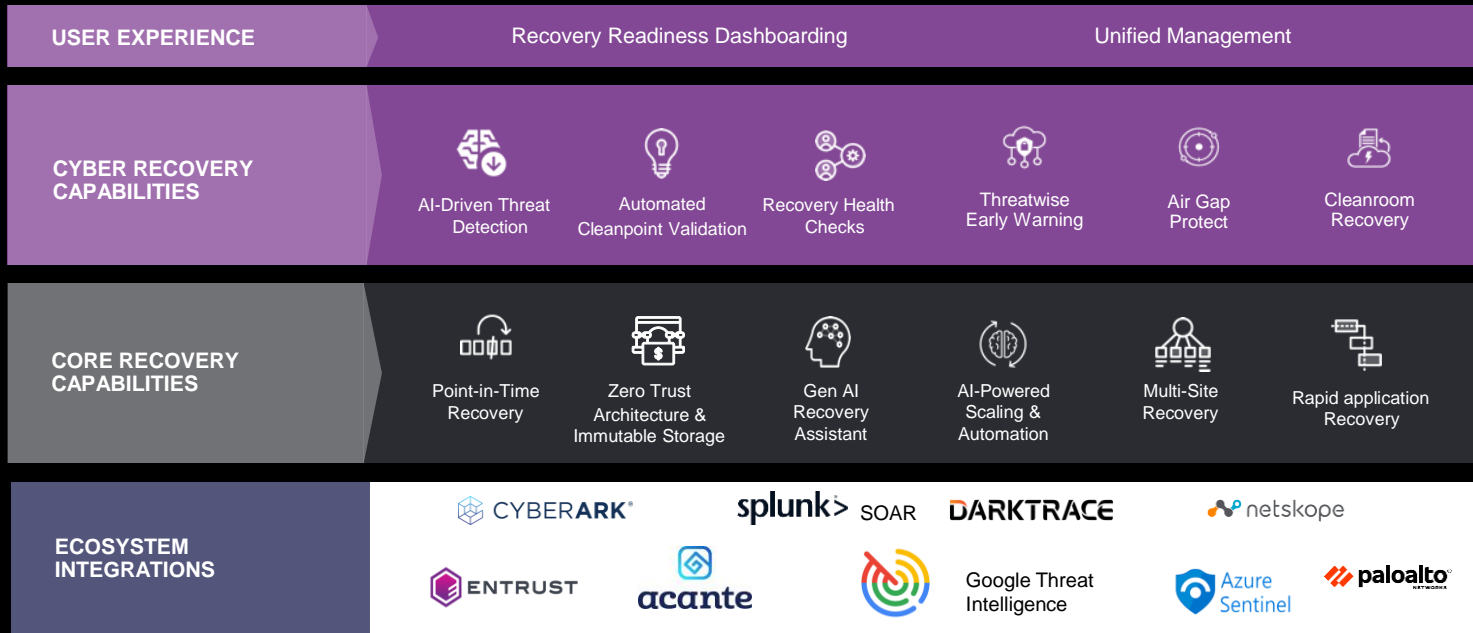 USER EXPERIENCE
Recovery Readiness Dashboarding
Unified Management
CYBER RECOVERY
CAPABILITIES
AI-Driven Threat
Detection
Automated
Cleanpoint Validation
Recovery Health
Checks
Threatwise
Early Warning
Air Gap
Protect
Cleanroom
Recovery
CORE RECOVERY
CAPABILITIES
Point-in-Time
Recovery
$
Zero Trust
Architecture &
Immutable Storage
Gen AI
Recovery
Assistant
AI-Powered
Scaling &
Automation
Multi-Site
Recovery
Rapid application
Recovery
ECOSYSTEM
INTEGRATIONS
CYBERARK®
splunk> SOAR
DARKTRACE
netskope
ENTRUST
acante
Google Threat
Intelligence
Azure
Sentinel
paloalto
NETWORKS